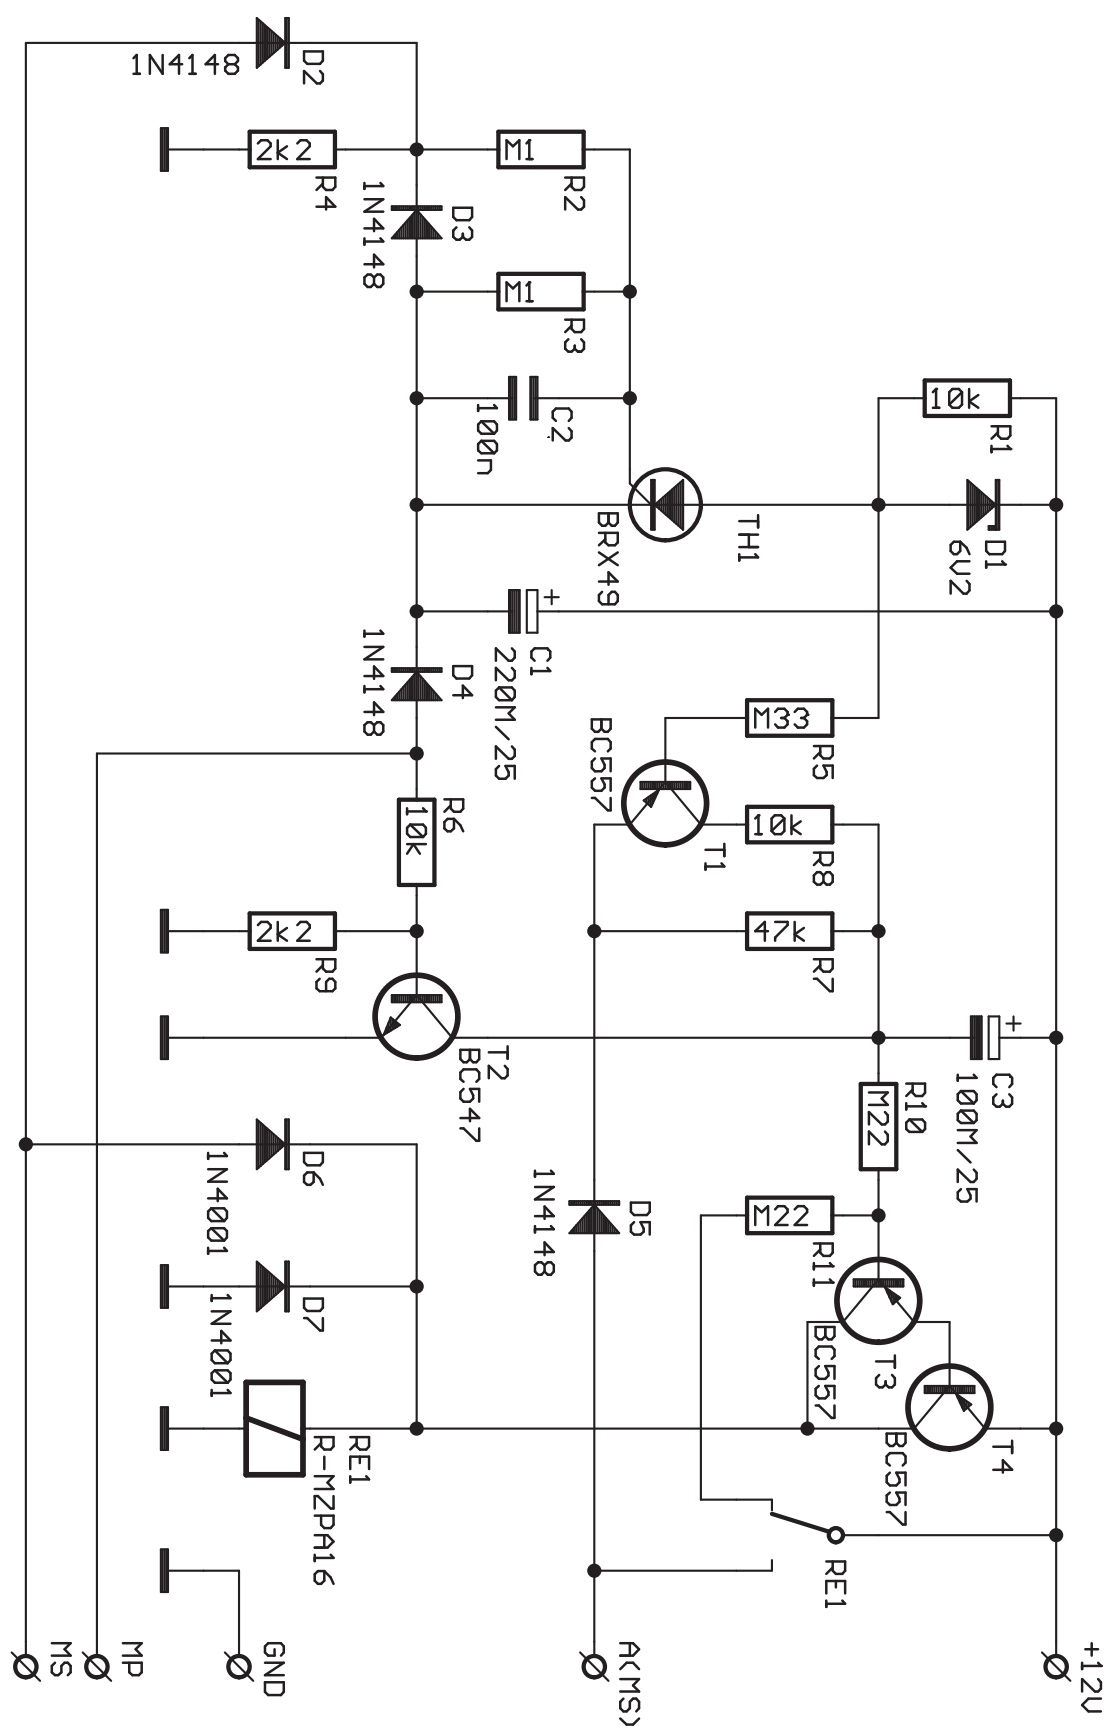 +12V
A(MS)
GND
MP
MS
R1
10k
D1
6V2
TH1
BRX49
C1
220M/25
R2
M1
R3
M1
C2
100n
D2
1N4148
R4
2k2
D3
1N4148
D4
1N4148
R5
M33
T1
BC557
R8
10k
R7
47k
R6
10k
R9
2k2
T2
BC547
C3
100M/25
R10
M22
R11
M22
D5
1N4148
D6
1N4001
D7
1N4001
T3
BC557
T4
BC557
RE1
R-MZPA16
RE1